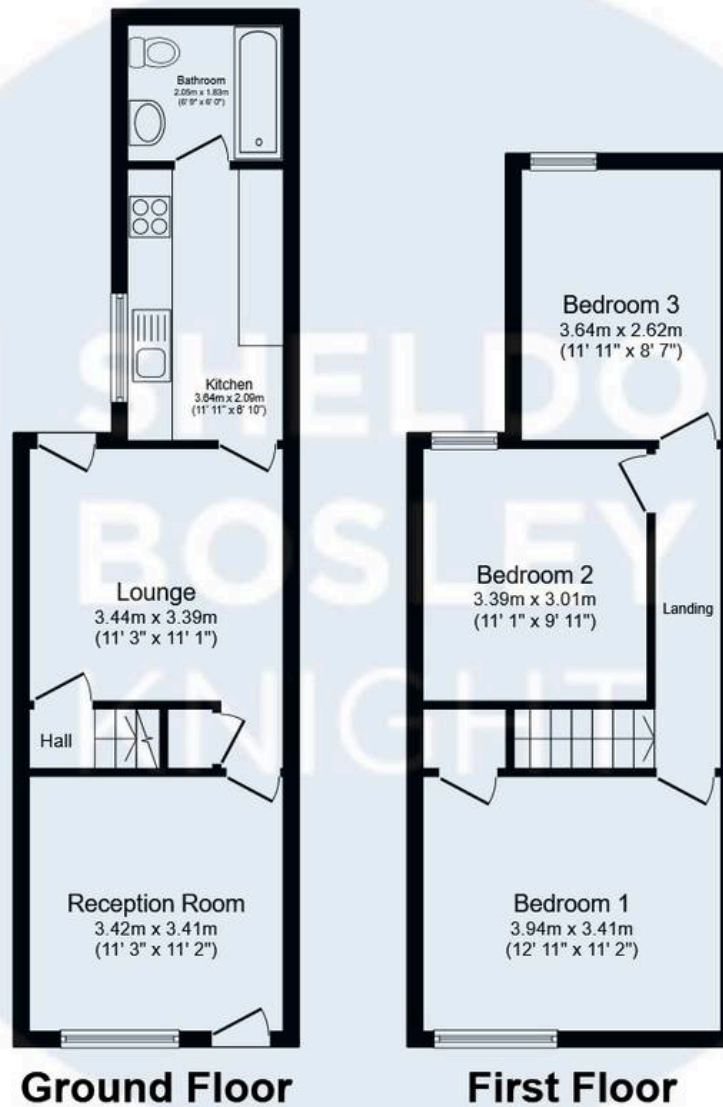 Bathroom
2.05m x 1.83m
(6' 9" x 6' 0")
Kitchen
3.64m x 2.09m
(11' 11" x 6' 10")
Lounge
3.44m x 3.39m
(11' 3" x 11' 1")
Hall
Reception Room
3.42m x 3.41m
(11' 3" x 11' 2")
Ground Floor
Bedroom 3
3.64m x 2.62m
(11' 11" x 8' 7")
Bedroom 2
3.39m x 3.01m
(11' 1" x 9' 11")
Landing
Bedroom 1
3.94m x 3.41m
(12' 11" x 11' 2")
First Floor
SHELDO
BOSLEY
KNIGHT